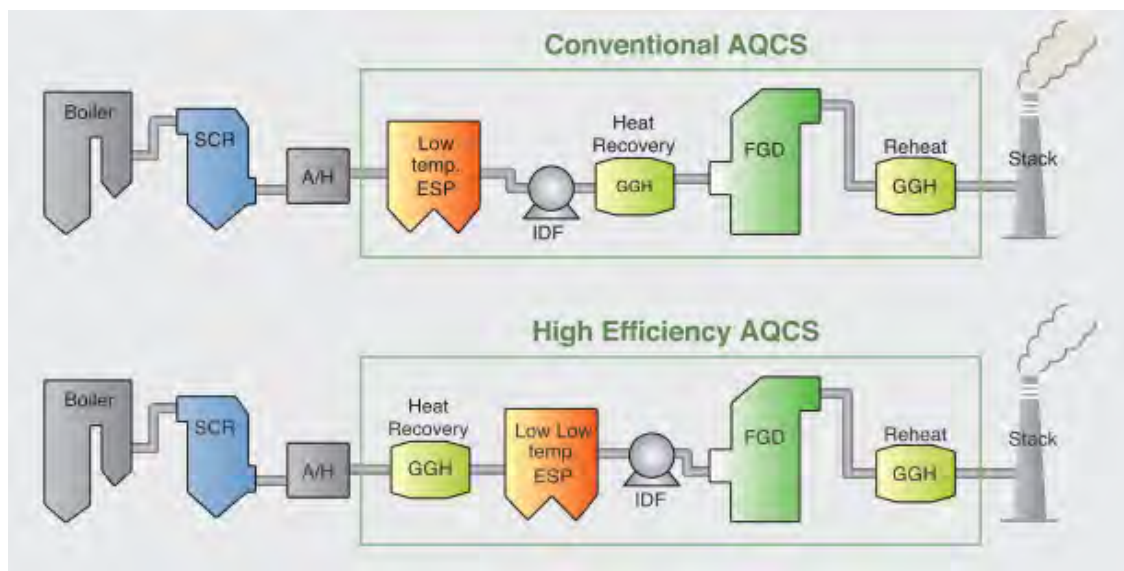 Conventional AQCS
Boiler
SCR
A/H
Low
temp.
ESP
IDF
Heat
Recovery
GGH
FGD
Reheat
GGH
Stack
High Efficiency AQCS
Boiler
SCR
A/H
Heat
Recovery
GGH
Low Low
temp.
ESP
IDF
FGD
Reheat
GGH
Stack